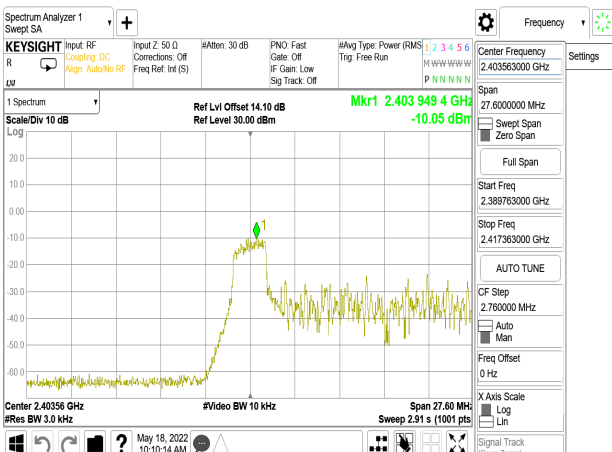 Spectrum Analyzer 1
Swept SA
Frequency
KEYSIGHT
R
LXI
Input: RF
Coupling: DC
Align: Auto/No RF
Input Z: 50 Ω
Corrections: Off
Freq Ref: Int (S)
#Atten: 30 dB
PNO: Fast
Gate: Off
IF Gain: Low
Sig Track: Off
#Avg Type: Power (RMS
Trig: Free Run
1 2 3 4 5 6
M W W W W W
P N N N N N
1 Spectrum
Scale/Div 10 dB
Log
Ref Lvl Offset 14.10 dB
Ref Level 30.00 dBm
Mkr1 2.403 949 4 GHz
-10.05 dBm
1
20.0
10.0
0.00
-10.0
-20.0
-30.0
-40.0
-50.0
-60.0
Center 2.40356 GHz
#Res BW 3.0 kHz
#Video BW 10 kHz
Span 27.60 MHz
Sweep 2.91 s (1001 pts
May 18, 2022
10:10:14 AM
?
Center Frequency
2.403563000 GHz
Settings
Span
27.6000000 MHz
Swept Span
Zero Span
Full Span
Start Freq
2.389763000 GHz
Stop Freq
2.417363000 GHz
AUTO TUNE
CF Step
2.760000 MHz
Auto
Man
Freq Offset
0 Hz
X Axis Scale
Log
Lin
Signal Track